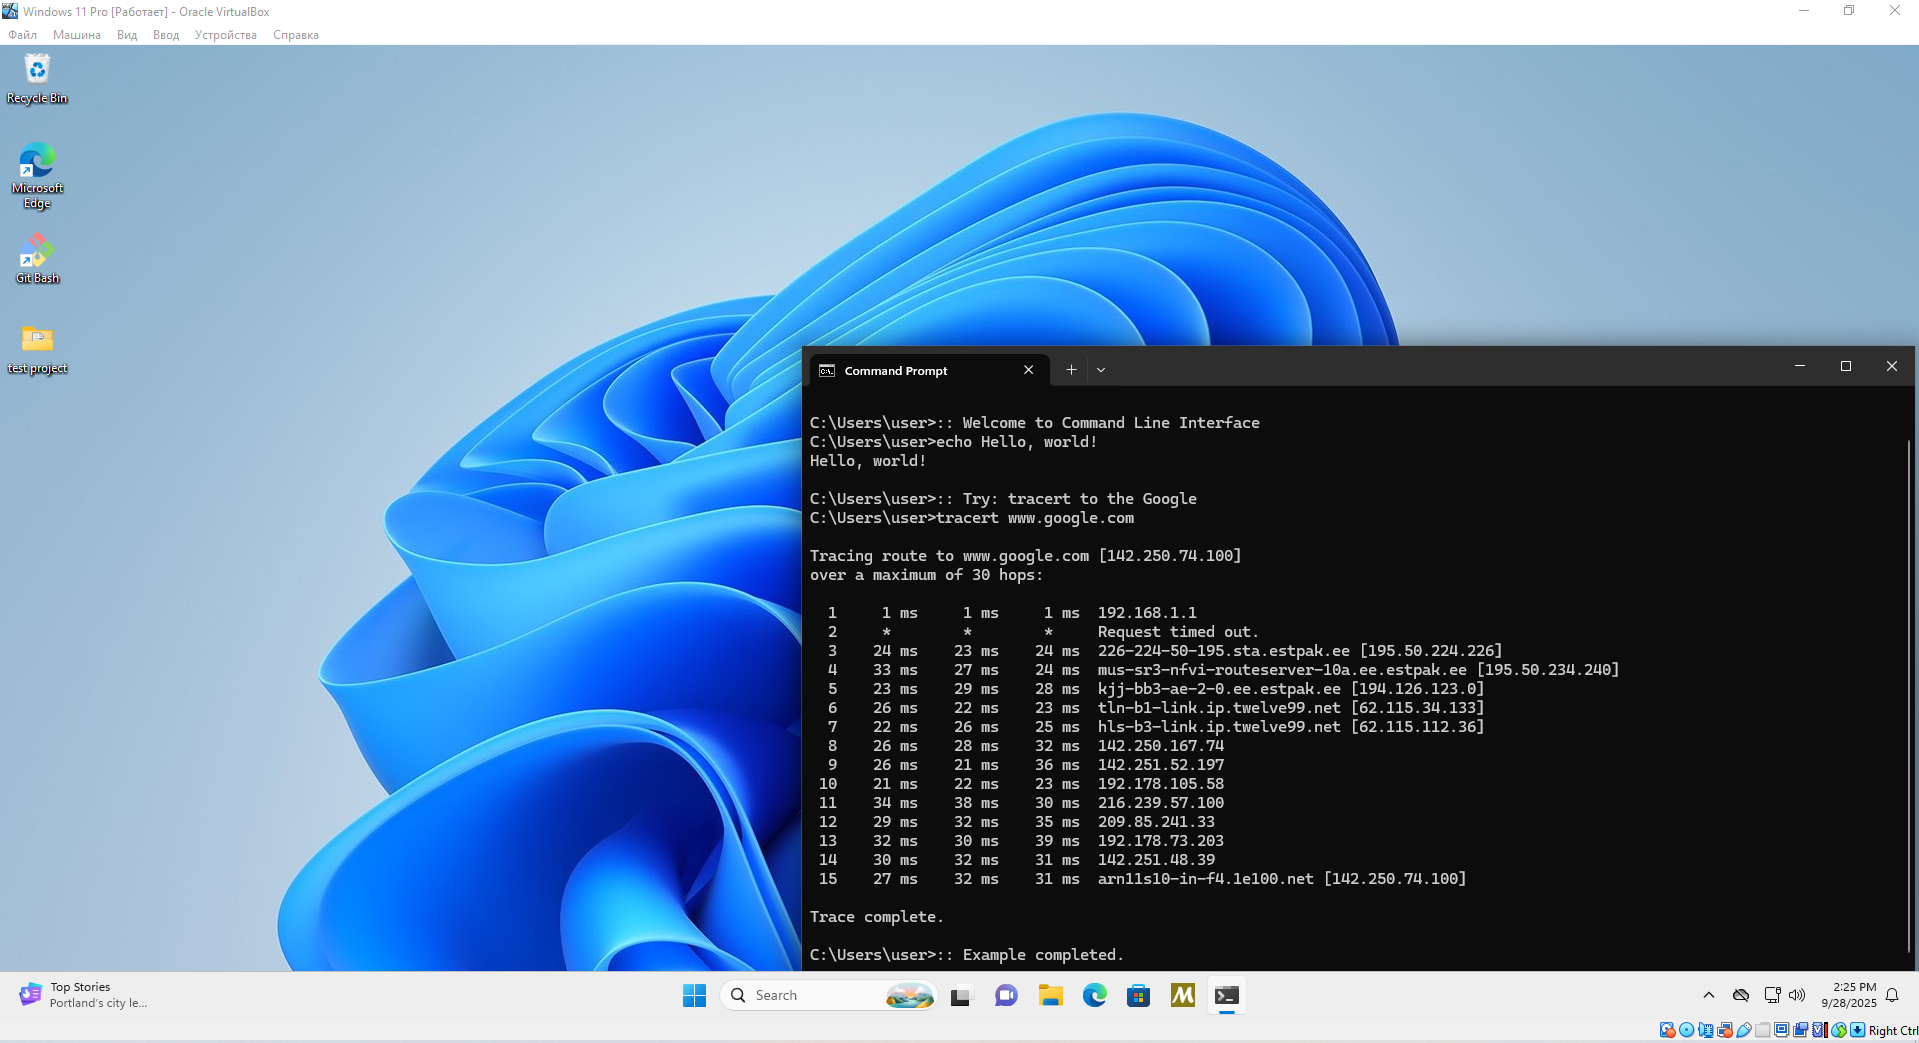 Windows 11 Pro [Работает] - Oracle VirtualBox
Файл Машина Вид Ввод Устройства Справка
Recycle Bin
Microsoft
Edge
Git Bash
test project
Command Prompt
C:\Users\user>:: Welcome to Command Line Interface
C:\Users\user>echo Hello, world!
Hello, world!
C:\Users\user>:: Try: tracert to the Google
C:\Users\user>tracert www.google.com
Tracing route to www.google.com [142.250.74.100]
over a maximum of 30 hops:
1 1 ms 1 ms 1 ms 192.168.1.1
2 * * * Request timed out.
3 24 ms 23 ms 24 ms 226-224-50-195.sta.estpak.ee [195.50.224.226]
4 33 ms 27 ms 24 ms mus-sr3-nfvi-routeserver-10a.ee.estpak.ee [195.50.234.240]
5 23 ms 29 ms 28 ms kjj-bb3-ae-2-0.ee.estpak.ee [194.126.123.0]
6 26 ms 22 ms 23 ms tln-b1-link.ip.twelve99.net [62.115.34.133]
7 22 ms 26 ms 25 ms hls-b3-link.ip.twelve99.net [62.115.112.36]
8 26 ms 28 ms 32 ms 142.250.167.74
9 26 ms 21 ms 36 ms 142.251.52.197
10 21 ms 22 ms 23 ms 192.178.105.58
11 34 ms 38 ms 30 ms 216.239.57.100
12 29 ms 32 ms 35 ms 209.85.241.33
13 32 ms 30 ms 39 ms 192.178.73.203
14 30 ms 32 ms 31 ms 142.251.48.39
15 27 ms 32 ms 31 ms arn11s10-in-f4.1e100.net [142.250.74.100]
Trace complete.
C:\Users\user>:: Example completed.
Top Stories
Portland's city le...
Search
2:25 PM
9/28/2025
Right Ctrl